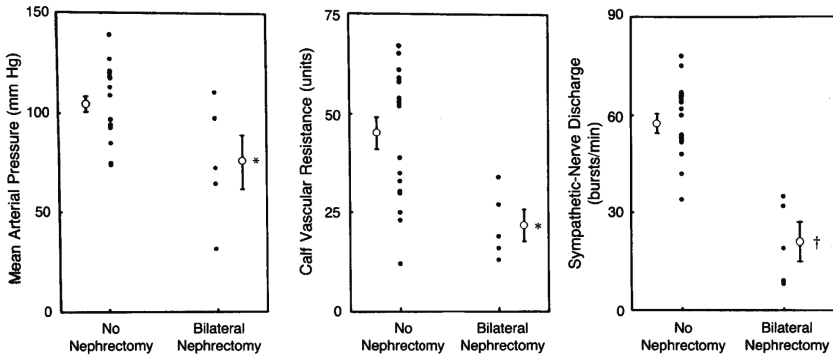 Mean Arterial Pressure (mm Hg)
150
100
50
0
No
Nephrectomy
Bilateral
Nephrectomy
*
Calf Vascular Resistance (units)
75
50
25
0
No
Nephrectomy
Bilateral
Nephrectomy
*
Sympathetic-Nerve Discharge
(bursts/min)
90
60
30
0
No
Nephrectomy
Bilateral
Nephrectomy
†